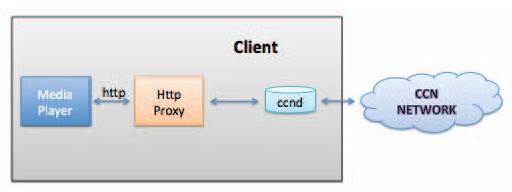 Client
Media
Player
http
Http
Proxy
ccnd
CCN
NETWORK